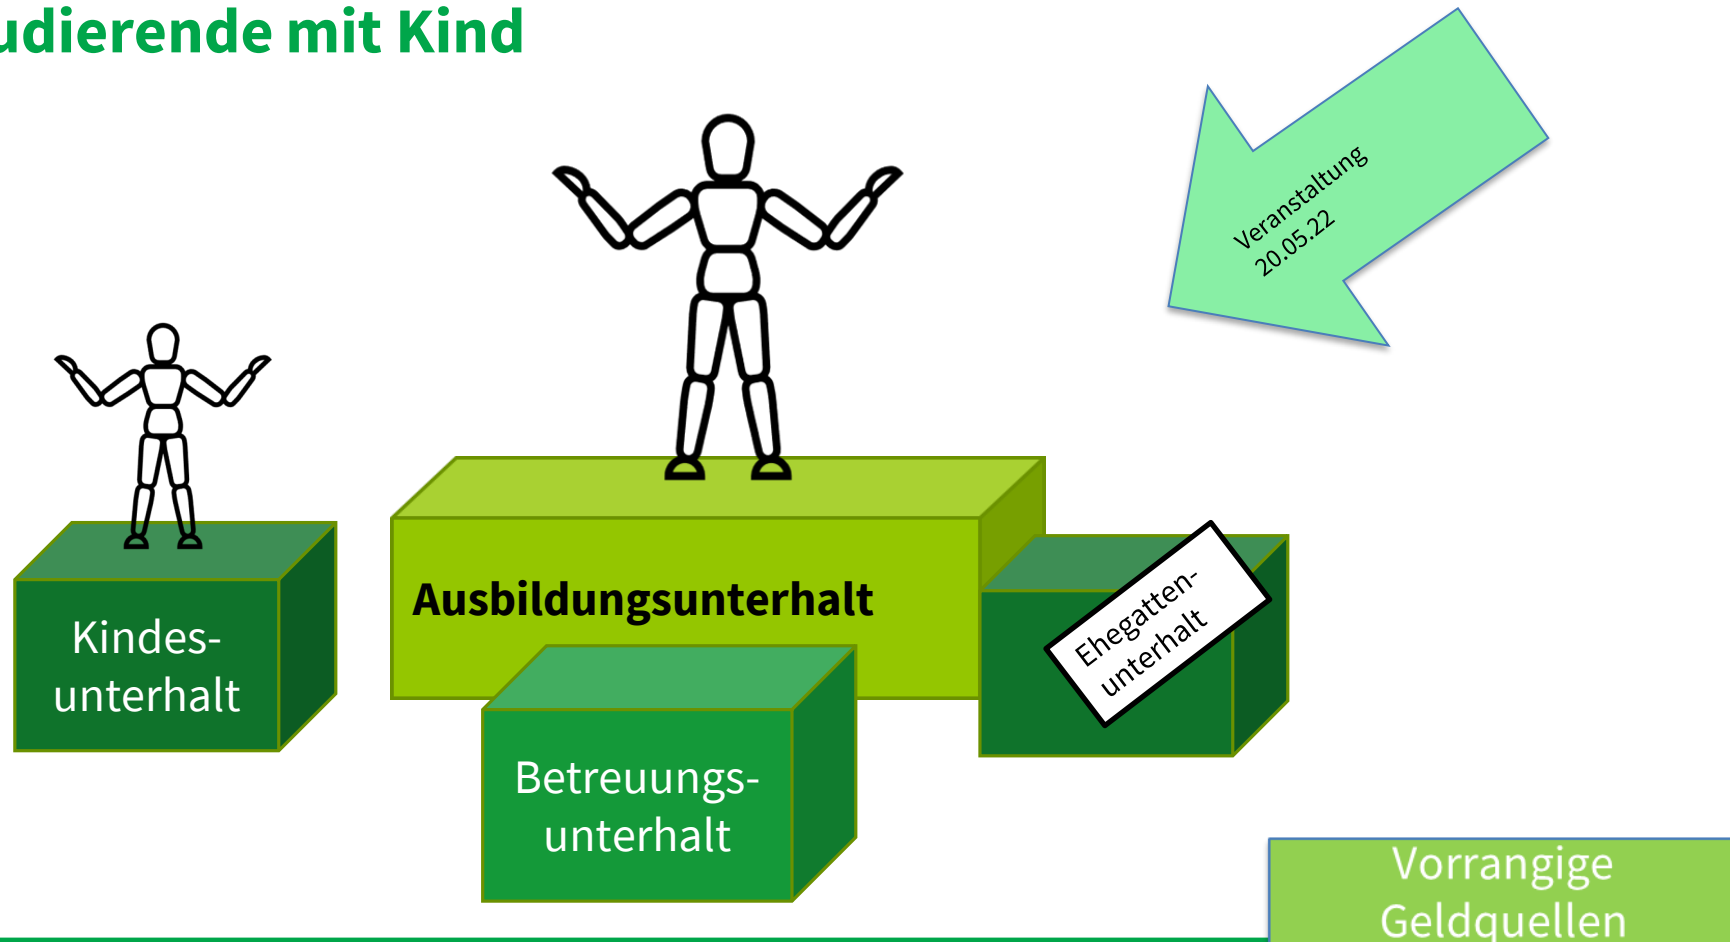 udierende mit Kind
Veranstaltung
20.05.22
Ausbildungsunterhalt
Ehegatten-
unterhalt
Kindes-
unterhalt
Betreuungs-
unterhalt
Vorrangige
Geldquellen